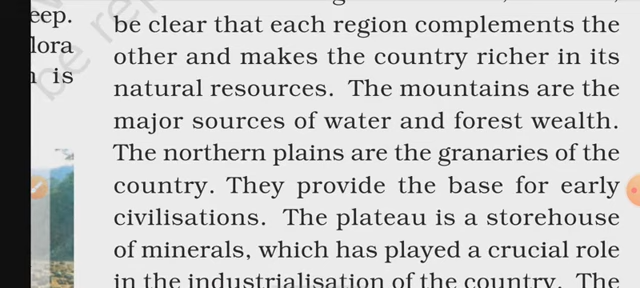 eep.
lora
is
be clear that each region complements the
other and makes the country richer in its
natural resources. The mountains are the
major sources of water and forest wealth.
The northern plains are the granaries of the
country. They provide the base for early
civilisations. The plateau is a storehouse
of minerals, which has played a crucial role
in the industrialisation of the country. The